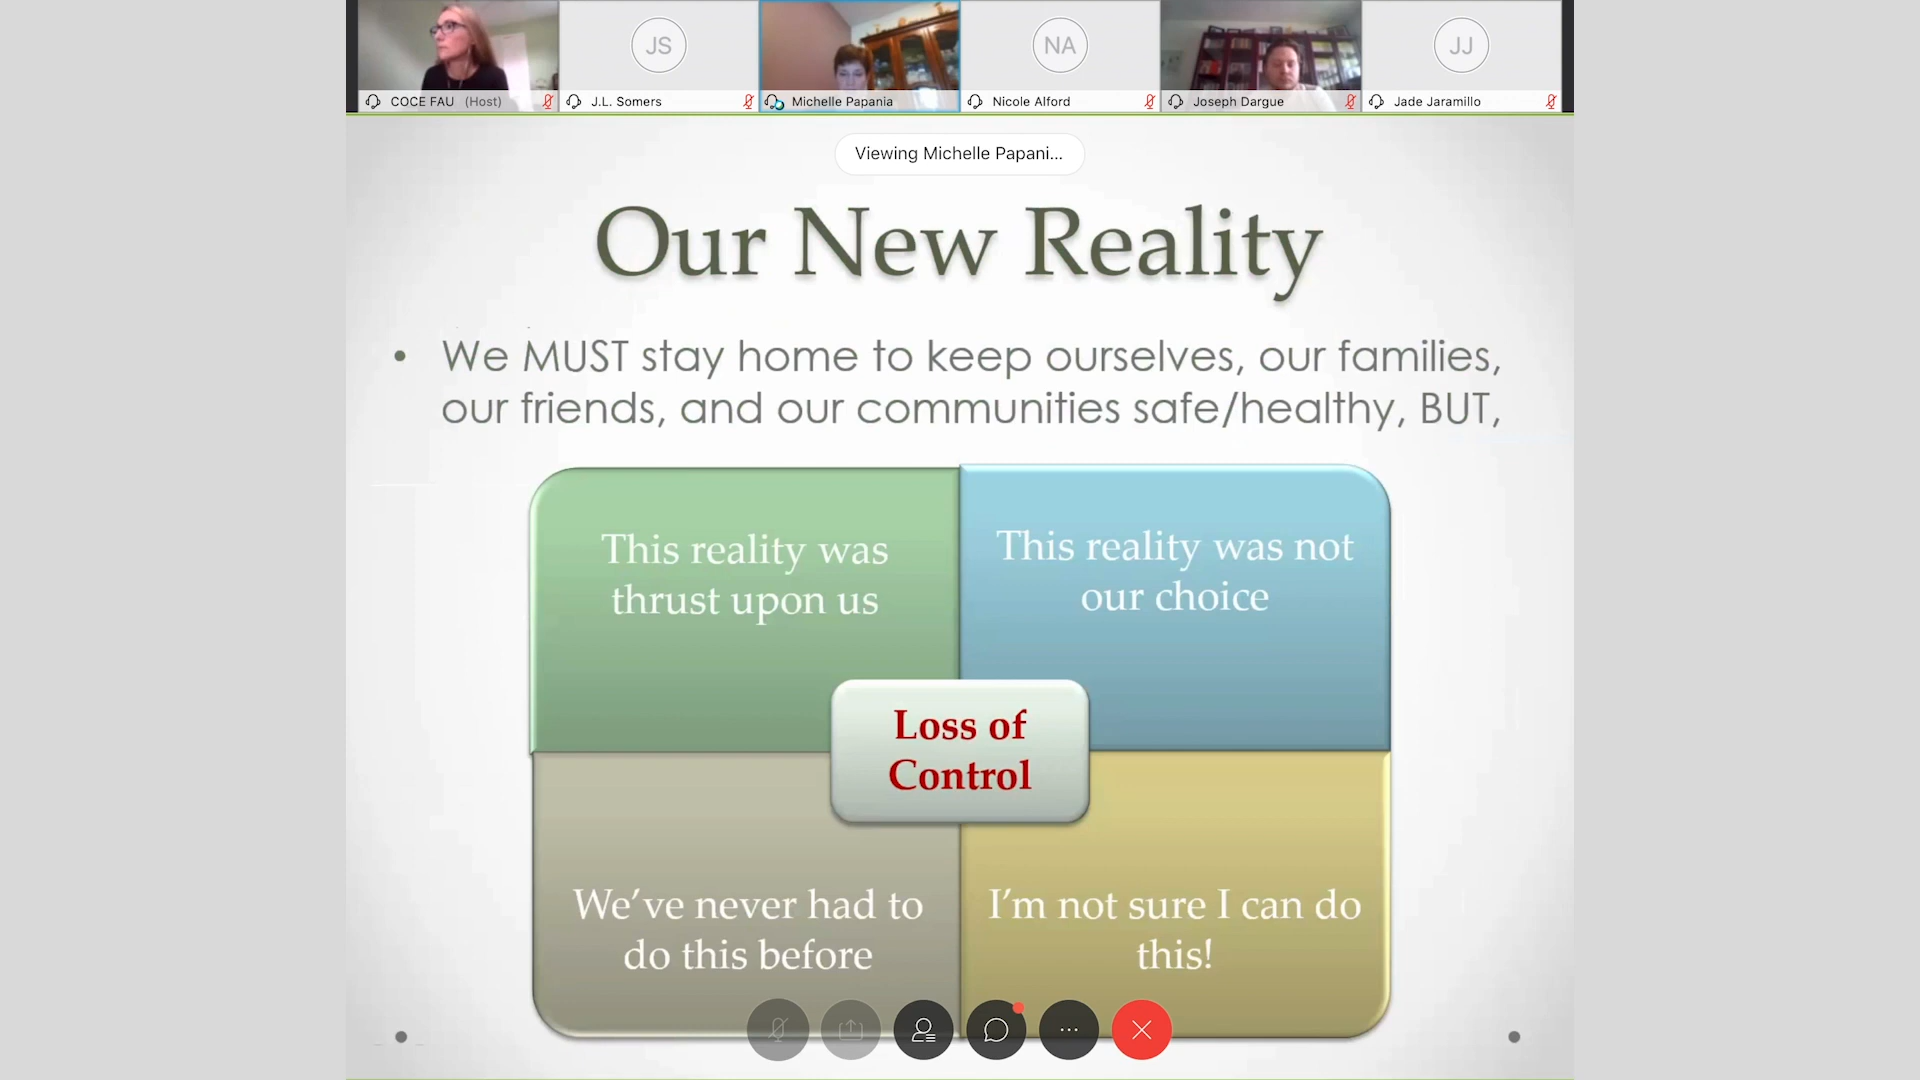 JS
NA
JJ
COCE FAU (Host)
J.L. Somers
Michelle Papania
Nicole Alford
Joseph Dargue
Jade Jaramillo
Viewing Michelle Papani...
Our New Reality
• We MUST stay home to keep ourselves, our families,
our friends, and our communities safe/healthy, BUT,
This reality was
thrust upon us
This reality was not
our choice
Loss of
Control
We've never had to
do this before
I'm not sure I can do
this!